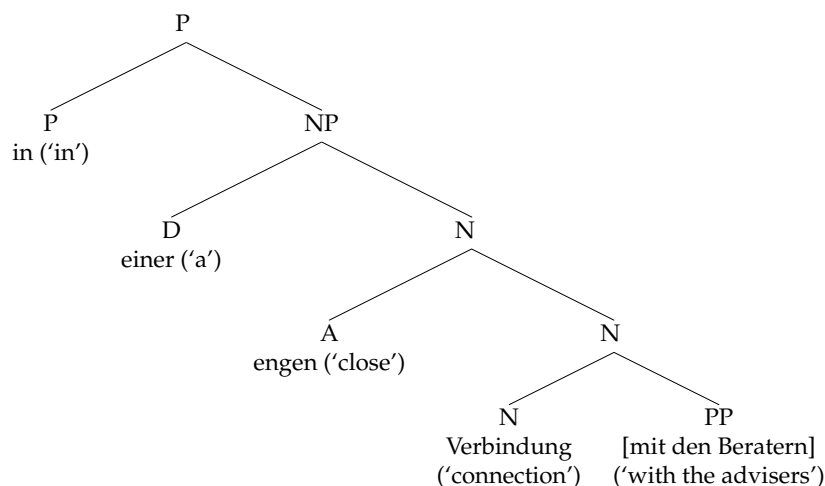 P
P NP
in (‘in’)
D N
einer (‘a’)
A N
engen (‘close’)
N PP
Verbindung [mit den Beratern]
(‘connection’) (‘with the advisers’)